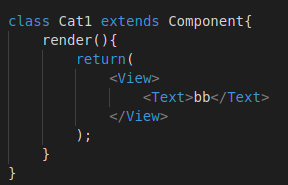 class Cat1 extends Component{
    render(){
        return(
            <View>
                <Text>bb</Text>
            </View>
        );
    }
}